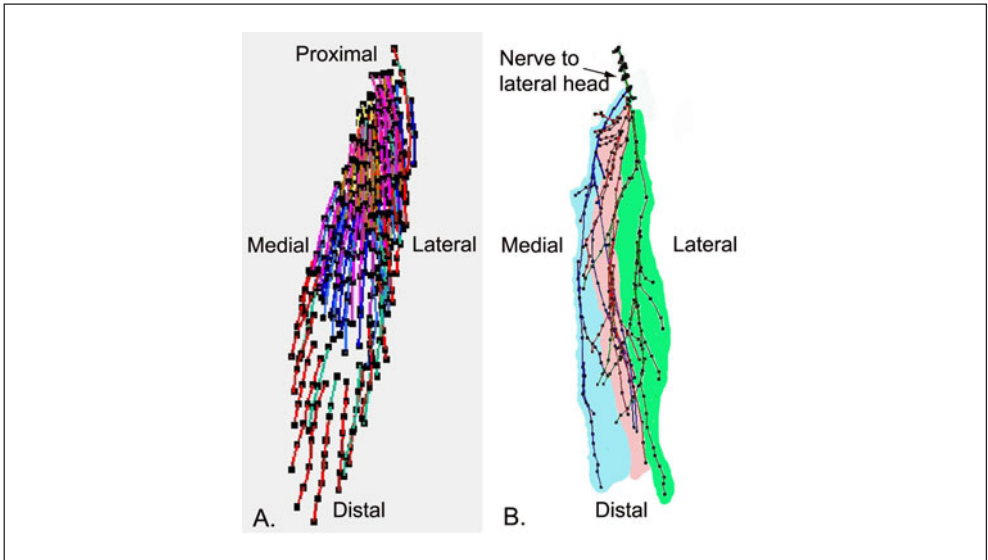 Proximal
Medial
Lateral
Distal
A.
Nerve to
lateral head
Medial
Lateral
Distal
B.